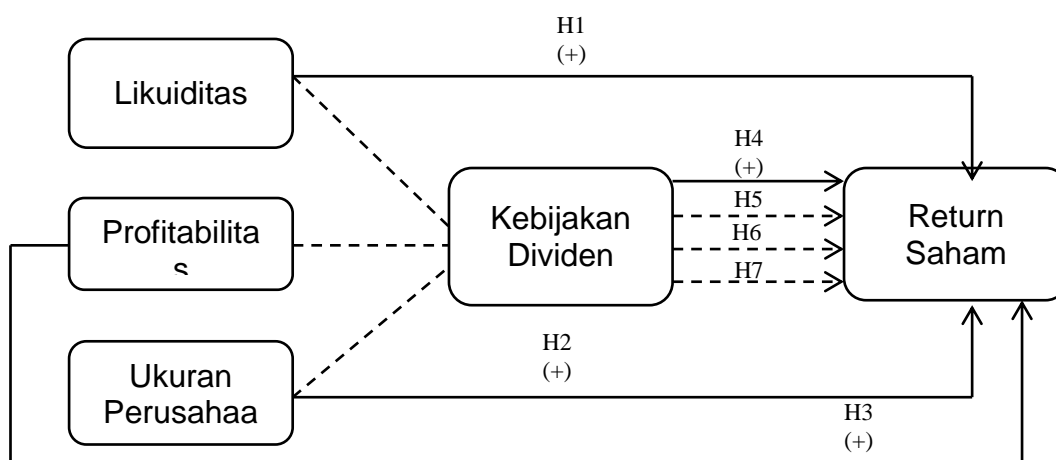 H1
(+)
Likuiditas
H4
(+)
Profitabilita
s
Kebijakan
Dividen
H5
H6
H7
Return
Saham
H2
(+)
Ukuran
Perusahaa
H3
(+)